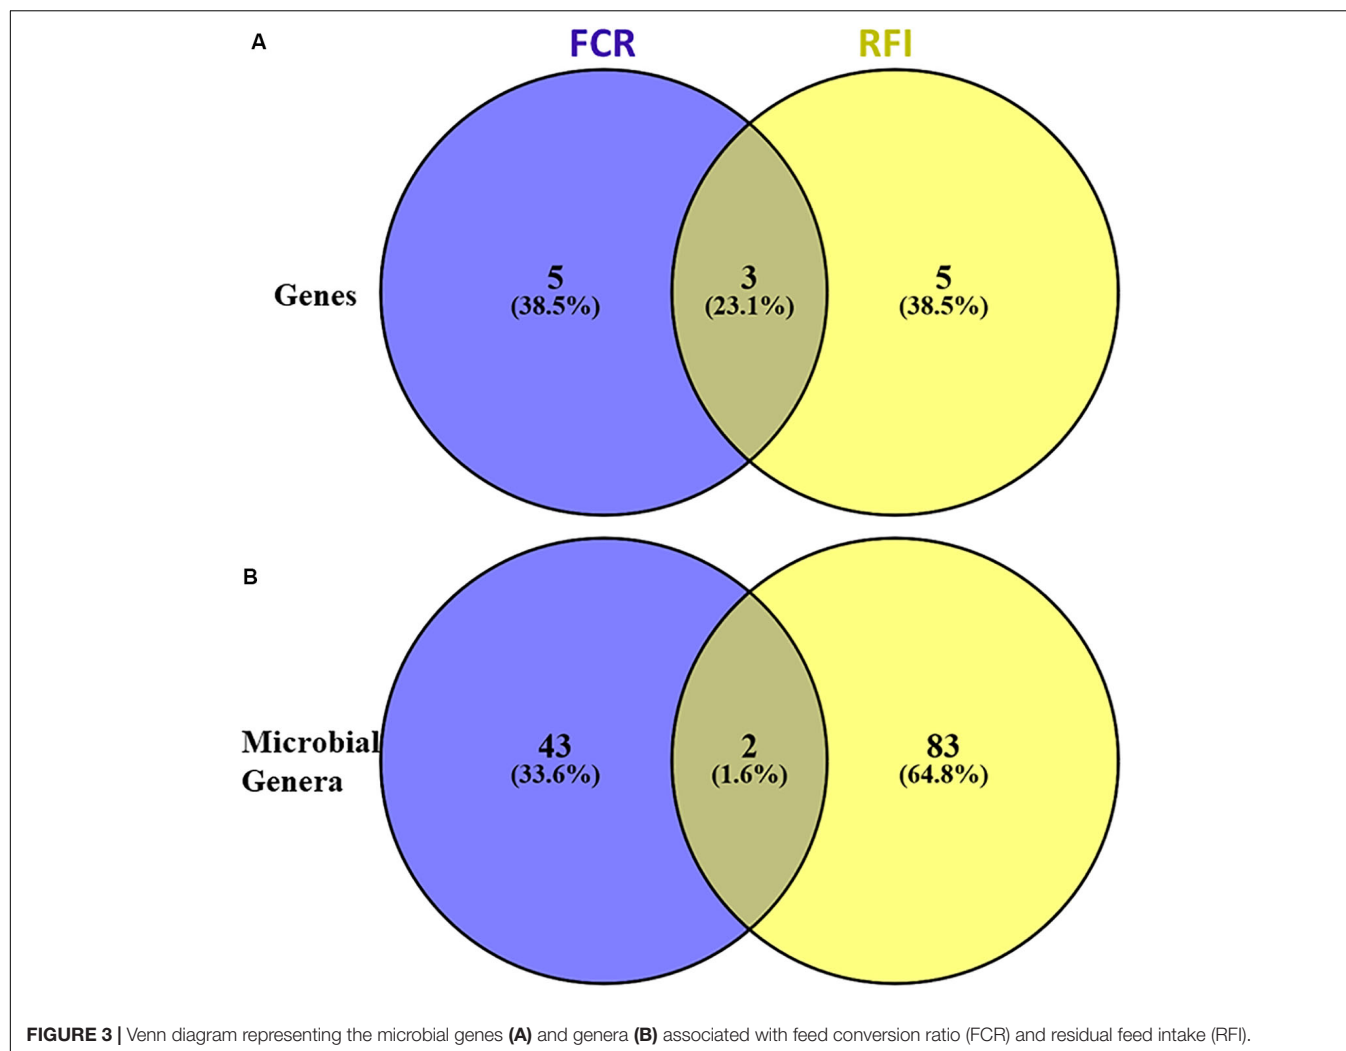 A
FCR RFI
Genes
5 3 5
(38.5%) (23.1%) (38.5%)
B
Microbial
Genera
43 2 83
(33.6%) (1.6%) (64.8%)
FIGURE 3 | Venn diagram representing the microbial genes (A) and genera (B) associated with feed conversion ratio (FCR) and residual feed intake (RFI).